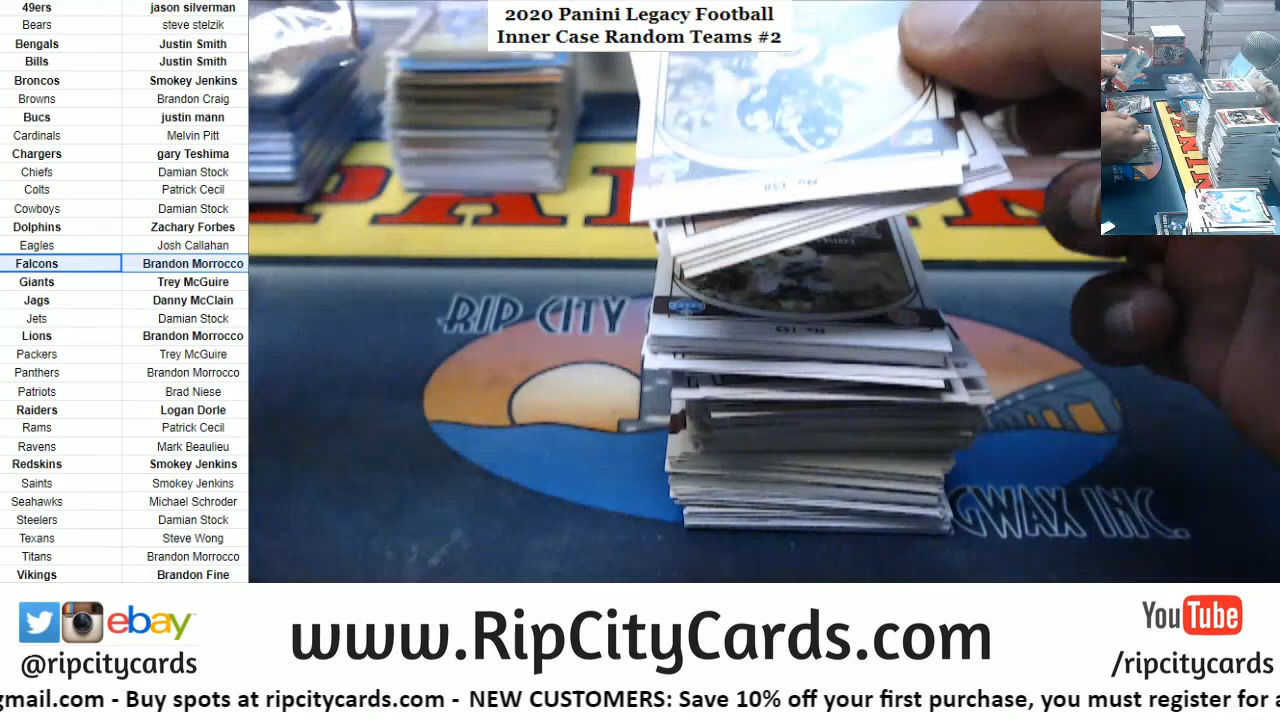 49ers jason silverman
Bears steve stelzik
Bengals Justin Smith
Bills Justin Smith
Broncos Smokey Jenkins
Browns Brandon Craig
Bucs justin mann
Cardinals Melvin Pitt
Chargers gary Teshima
Chiefs Damian Stock
Colts Patrick Cecil
Cowboys Damian Stock
Dolphins Zachary Forbes
Eagles Josh Callahan
Falcons Brandon Morrocco
Giants Trey McGuire
Jags Danny McClain
Jets Damian Stock
Lions Brandon Morrocco
Packers Trey McGuire
Panthers Brandon Morrocco
Patriots Brad Niese
Raiders Logan Dorle
Rams Patrick Cecil
Ravens Mark Beaulieu
Redskins Smokey Jenkins
Saints Smokey Jenkins
Seahawks Michael Schroder
Steelers Damian Stock
Texans Steve Wong
Titans Brandon Morrocco
Vikings Brandon Fine
2020 Panini Legacy Football
Inner Case Random Teams #2
RIP CITY
GWAX INC.
ebay
@ripcitycards
www.RipCityCards.com
YouTube
/ripcitycards
gmail.com - Buy spots at ripcitycards.com - NEW CUSTOMERS: Save 10% off your first purchase, you must register for a